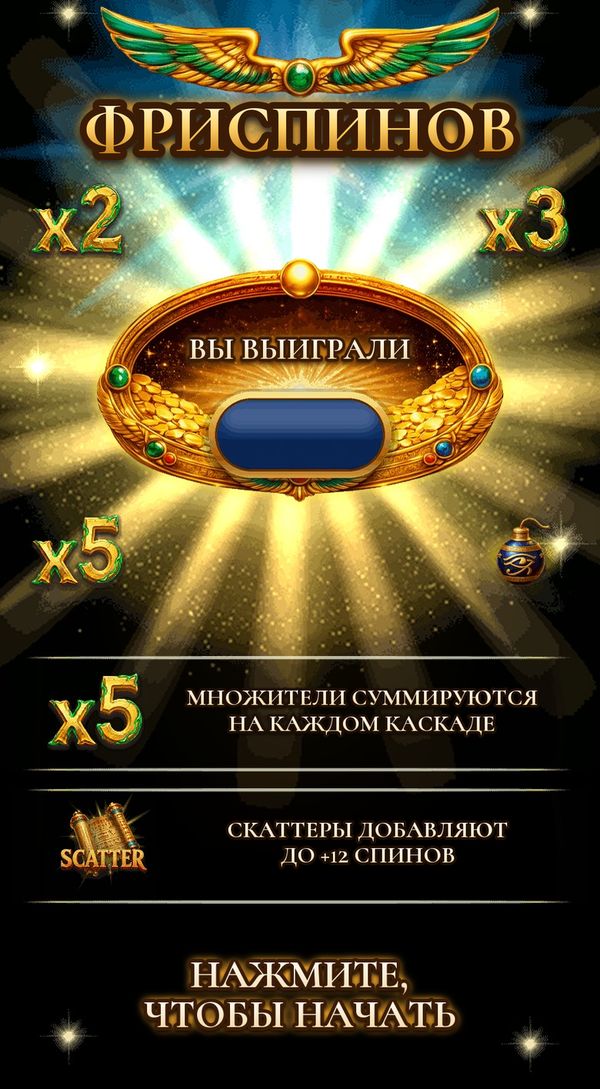 ФРИСПИНОВ
x2
x3
ВЫ ВЫИГРАЛИ
x5
x5
МНОЖИТЕЛИ СУММИРУЮТСЯ
НА КАЖДОМ КАСКАДЕ
SCATTER
СКАТТЕРЫ ДОБАВЛЯЮТ
ДО +12 СПИНОВ
НАЖМИТЕ,
ЧТОБЫ НАЧАТЬ